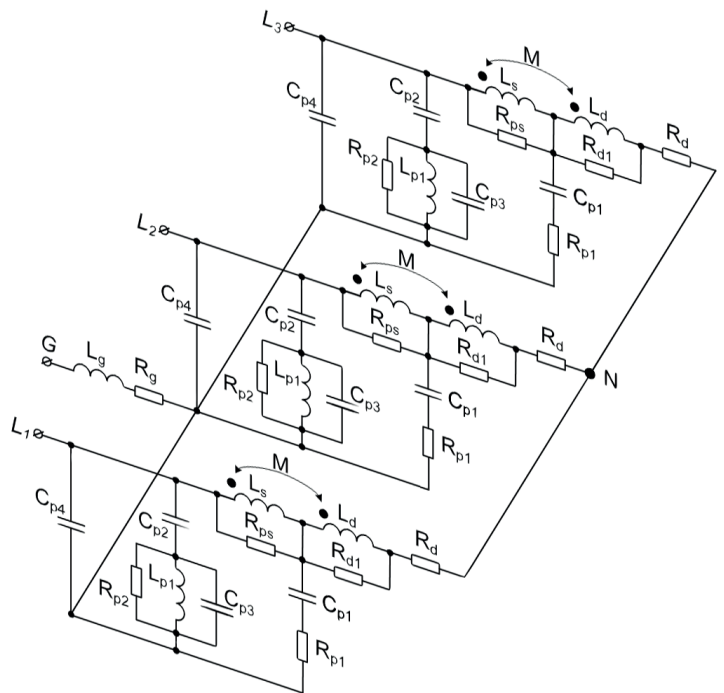 L3
M
Ls
Ld
Cp4
Cp2
Rps
Rd1
Rd
Rp2
Lp1
Cp3
Cp1
Rp1
L2
M
Ls
Ld
Cp4
Cp2
Rps
Rd1
Rd
N
G
Lg
Rg
Rp2
Lp1
Cp3
Cp1
Rp1
L1
M
Ls
Ld
Cp4
Cp2
Rps
Rd1
Rd
Rp2
Lp1
Cp3
Cp1
Rp1